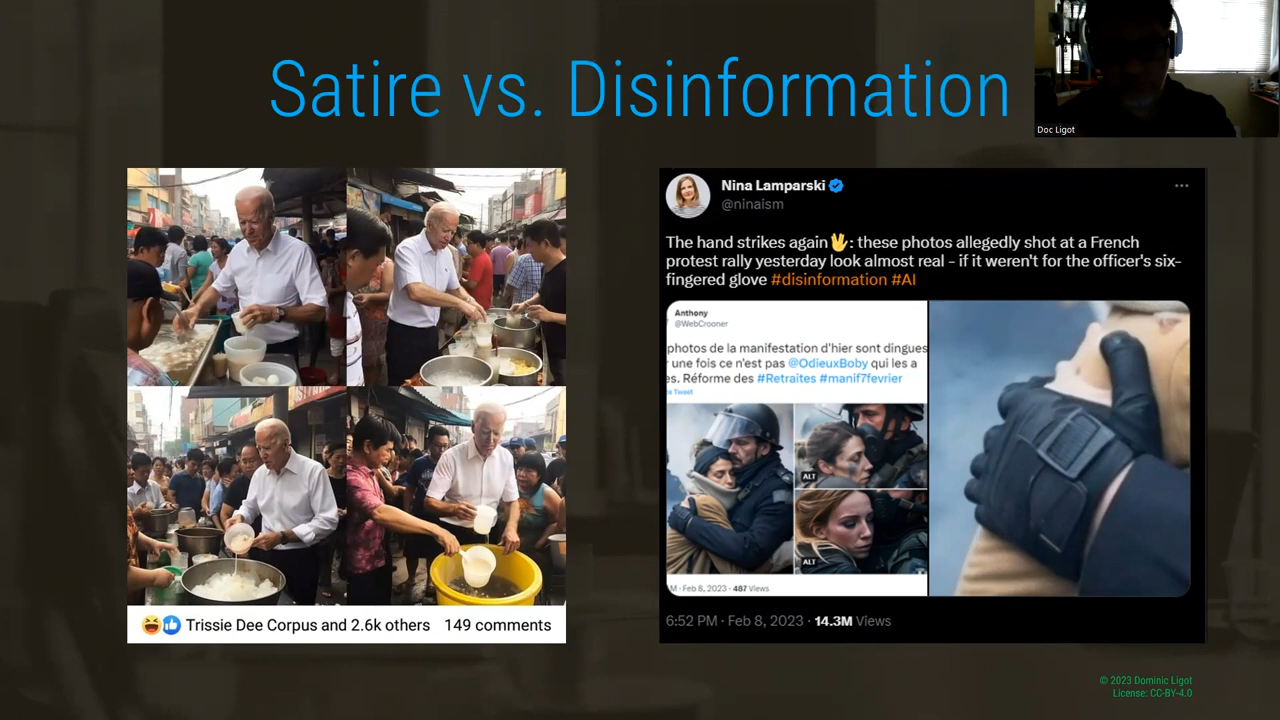 Satire vs. Disinformation
Doc Ligot
Trissie Dee Corpus and 2.6k others 149 comments
Nina Lamparski
@ninaism
The hand strikes again🖖: these photos allegedly shot at a French
protest rally yesterday look almost real - if it weren't for the officer's six-
fingered glove #disinformation #AI
Anthony
@WebCrooner
photos de la manifestation d'hier sont dingues
une fois ce n'est pas @OdieuxBoby qui les a
es. Réforme des #Retraites #manif7fevrier
Tweet
ALT
ALT
M · Feb 8, 2023 · 487 Views
6:52 PM · Feb 8, 2023 · 14.3M Views
© 2023 Dominic Ligot
License: CC-BY-4.0